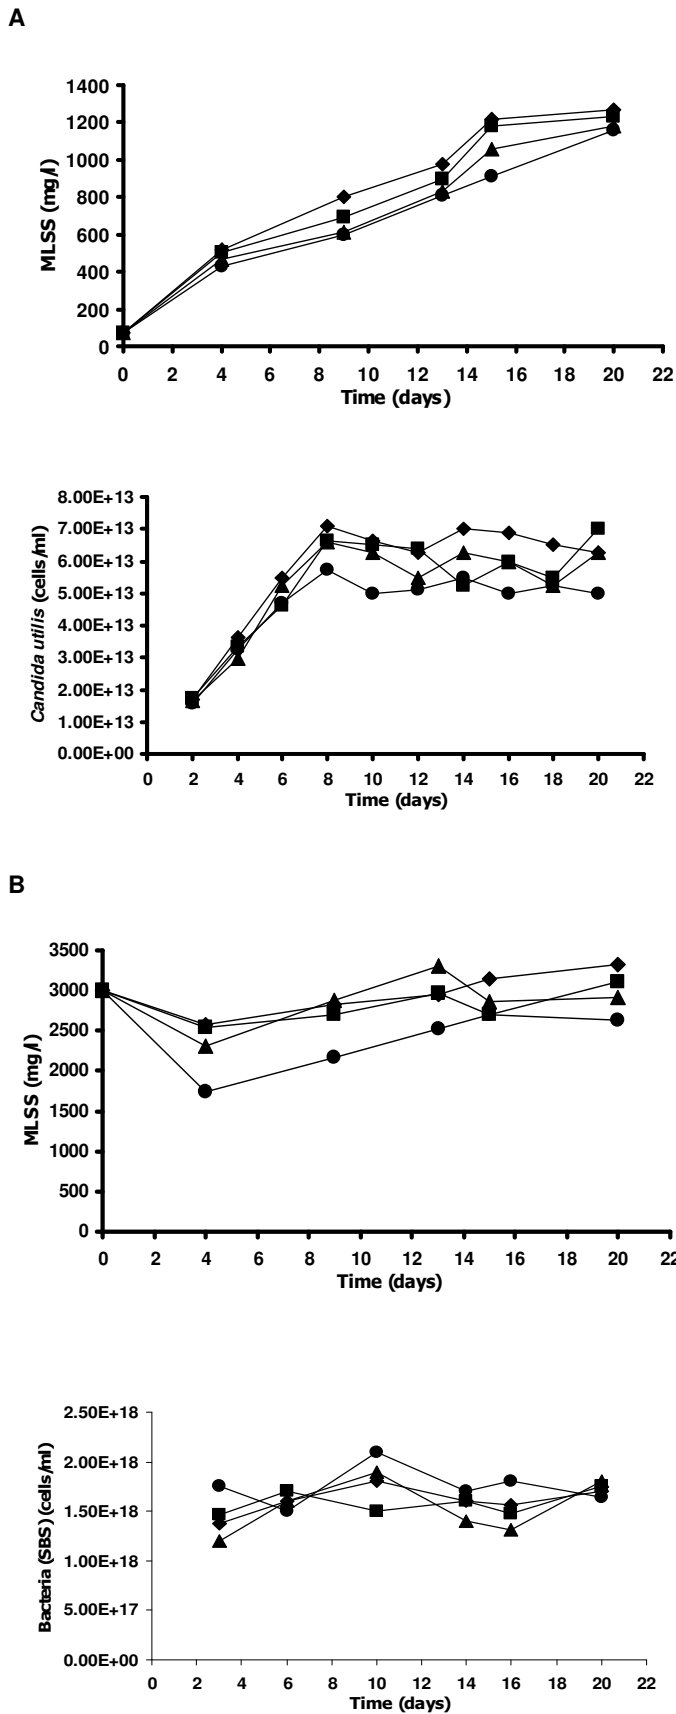 A
1400
1200
1000
800
600
400
200
0
MLSS (mg/l)
0 2 4 6 8 10 12 14 16 18 20 22
Time (days)
8.00E+13
7.00E+13
6.00E+13
5.00E+13
4.00E+13
3.00E+13
2.00E+13
1.00E+13
0.00E+00
Candida utilis (cells/ml)
0 2 4 6 8 10 12 14 16 18 20 22
Time (days)
B
3500
3000
2500
2000
1500
1000
500
0
MLSS (mg/l)
0 2 4 6 8 10 12 14 16 18 20 22
Time (days)
2.50E+18
2.00E+18
1.50E+18
1.00E+18
5.00E+17
0.00E+00
Bacteria (SBS) (cells/ml)
0 2 4 6 8 10 12 14 16 18 20 22
Time (days)